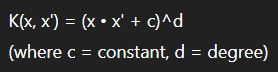 K(x, x') = (x • x' + c)^d
(where c = constant, d = degree)